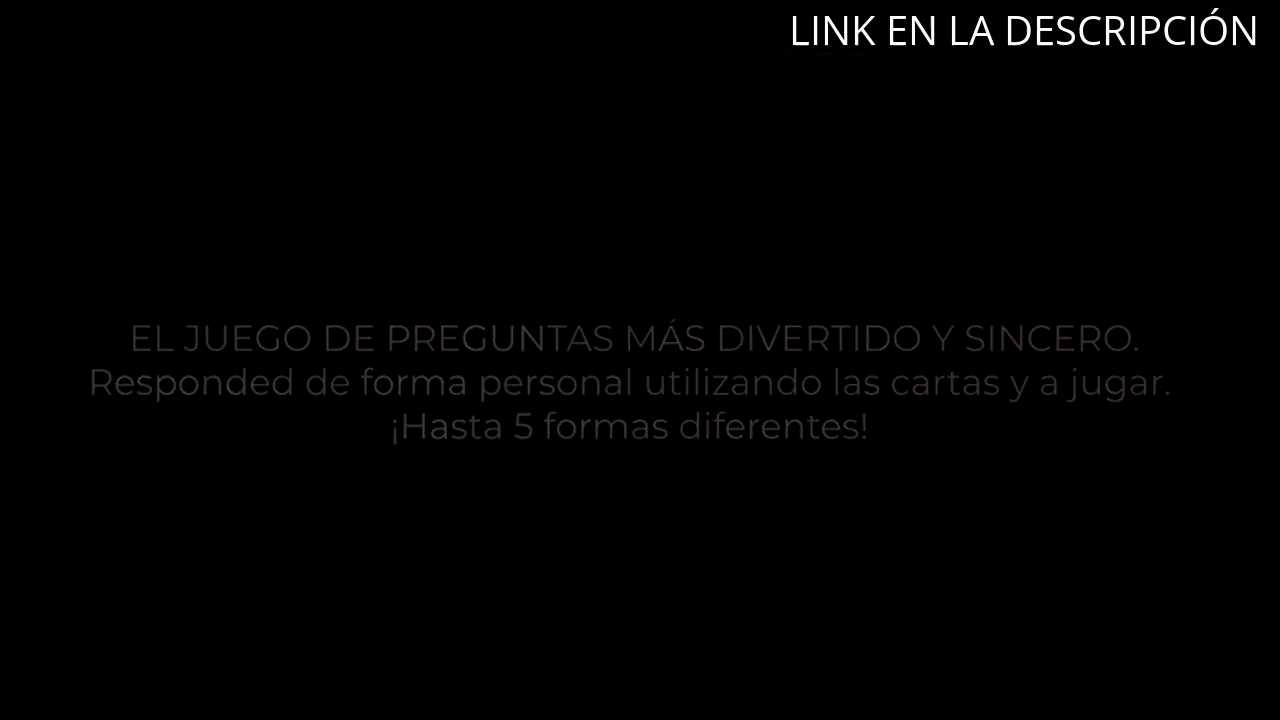 LINK EN LA DESCRIPCIÓN
EL JUEGO DE PREGUNTAS MÁS DIVERTIDO Y SINCERO.
Responded de forma personal utilizando las cartas y a jugar.
¡Hasta 5 formas diferentes!